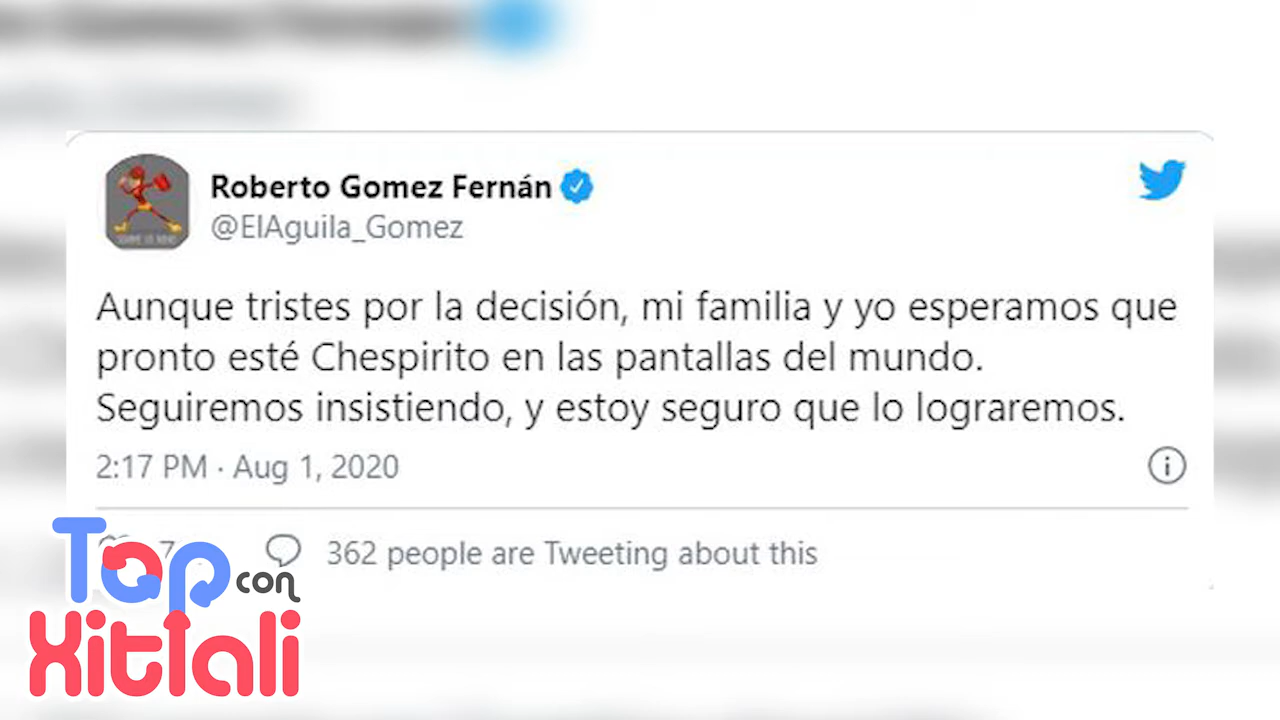 Roberto Gomez Fernán
@ElAguila_Gomez
Aunque tristes por la decisión, mi familia y yo esperamos que
pronto esté Chespirito en las pantallas del mundo.
Seguiremos insistiendo, y estoy seguro que lo lograremos.
2:17 PM · Aug 1, 2020
362 people are Tweeting about this
Top con
Xitlali